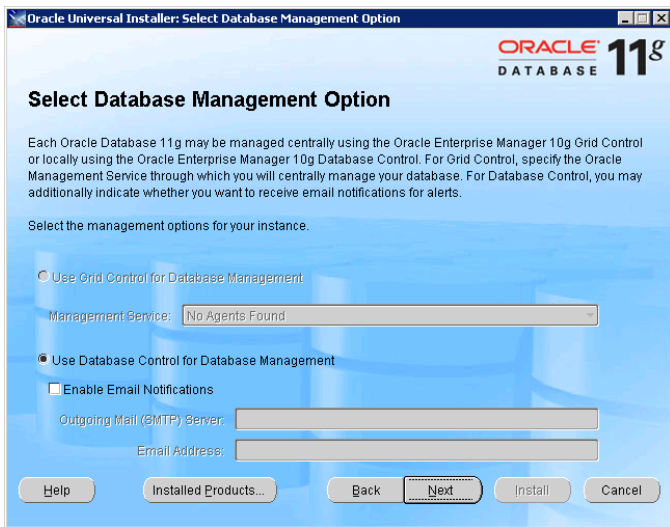 Oracle Universal Installer: Select Database Management Option
ORACLE
DATABASE 11g
Select Database Management Option
Each Oracle Database 11g may be managed centrally using the Oracle Enterprise Manager 10g Grid Control
or locally using the Oracle Enterprise Manager 10g Database Control. For Grid Control, specify the Oracle
Management Service through which you will centrally manage your database. For Database Control, you may
additionally indicate whether you want to receive email notifications for alerts.
Select the management options for your instance.
Use Grid Control for Database Management
Management Service: No Agents Found
Use Database Control for Database Management
Enable Email Notifications
Outgoing Mail (SMTP) Server:
Email Address:
Help Installed Products... Back Next Install Cancel